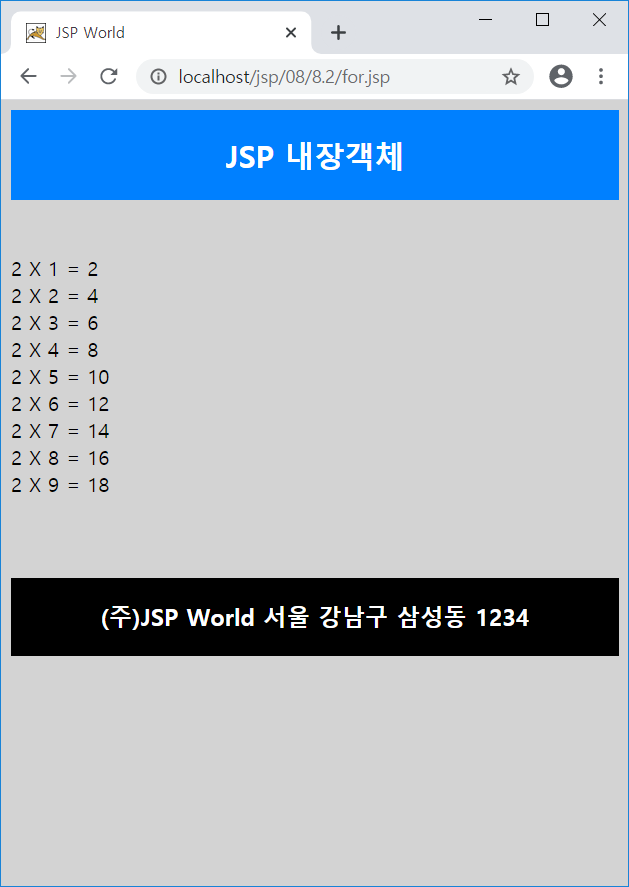 JSP World
localhost/jsp/08/8.2/for.jsp
JSP 내장객체
2 X 1 = 2
2 X 2 = 4
2 X 3 = 6
2 X 4 = 8
2 X 5 = 10
2 X 6 = 12
2 X 7 = 14
2 X 8 = 16
2 X 9 = 18
(주)JSP World 서울 강남구 삼성동 1234